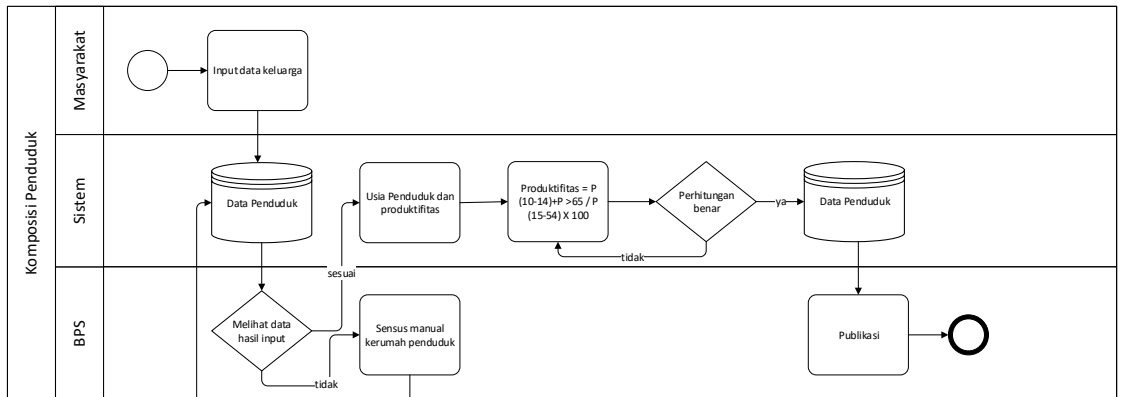 Komposisi Penduduk
Masyarakat
Input data keluarga
Sistem
Data Penduduk
Usia Penduduk dan
produktifitas
Produktifitas = P
(10-14)+P >65 / P
(15-54) X 100
Perhitungan
benar
ya
Data Penduduk
tidak
sesuai
BPS
Melihat data
hasil input
tidak
Sensus manual
kerumah penduduk
Publikasi